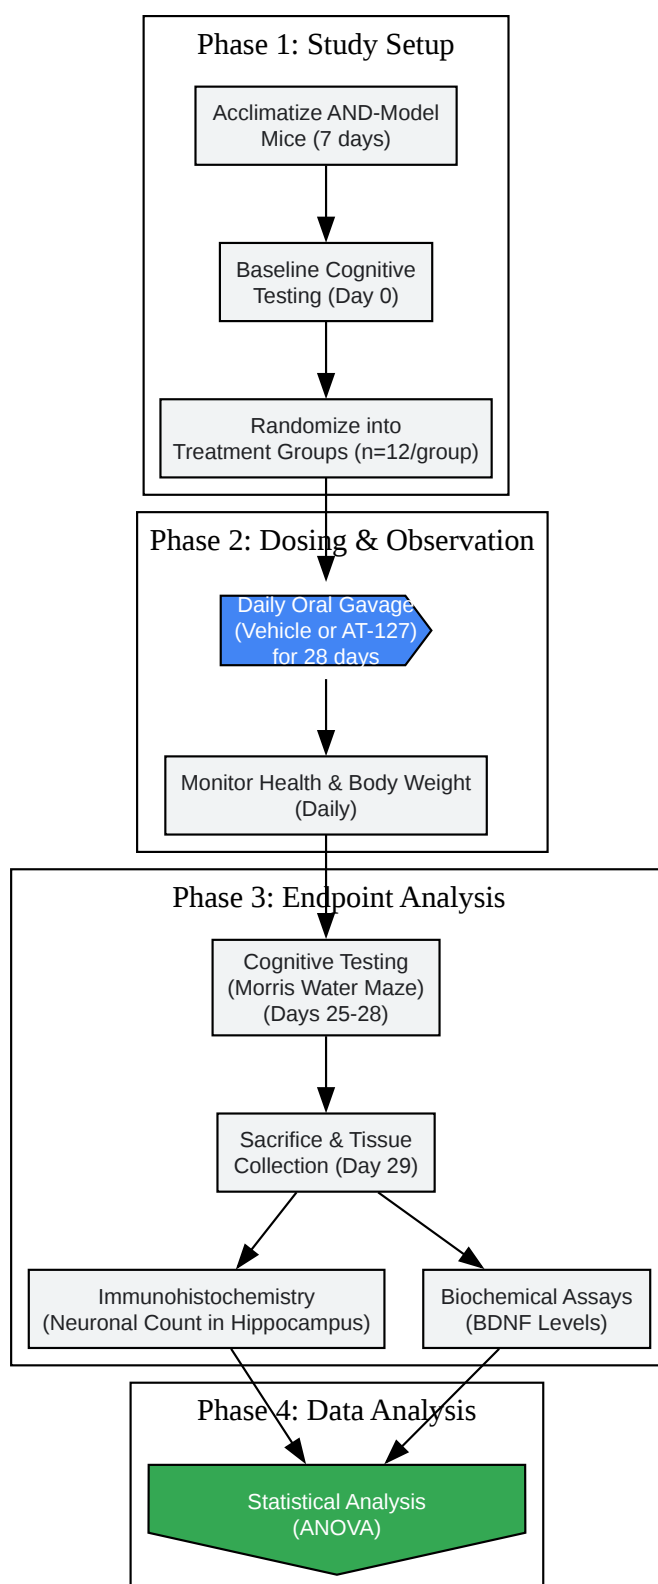 Phase 1: Study Setup
Acclimatize AND-Model
Mice (7 days)
Baseline Cognitive
Testing (Day 0)
Randomize into
Treatment Groups (n=12/group)
Phase 2: Dosing & Observation
Daily Oral Gavage
(Vehicle or AT-127)
for 28 days
Monitor Health & Body Weight
(Daily)
Phase 3: Endpoint Analysis
Cognitive Testing
(Morris Water Maze)
(Days 25-28)
Sacrifice & Tissue
Collection (Day 29)
Immunohistochemistry
(Neuronal Count in Hippocampus)
Biochemical Assays
(BDNF Levels)
Phase 4: Data Analysis
Statistical Analysis
(ANOVA)